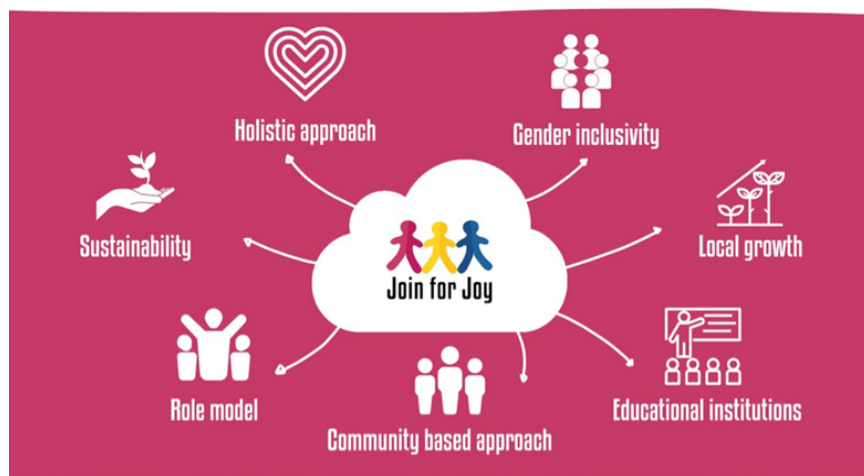 Holistic approach
Gender inclusivity
Sustainability
Join for Joy
Local growth
Role model
Community based approach
Educational institutions